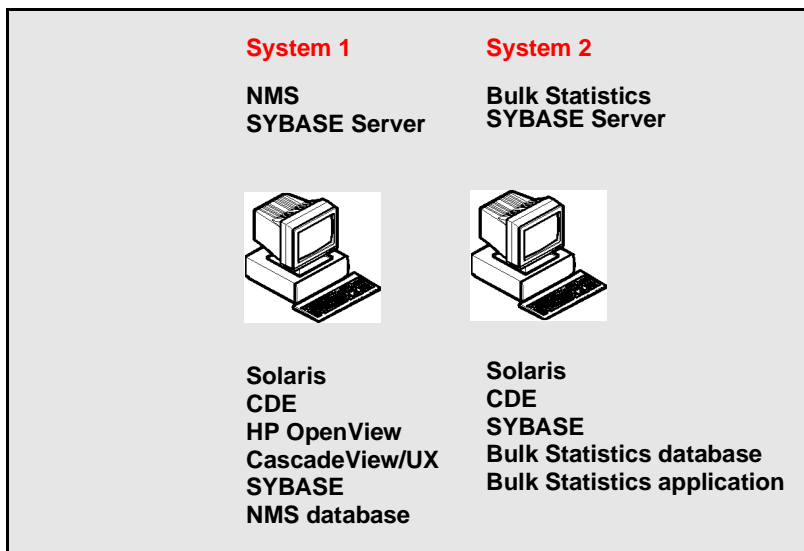 System 1
NMS
SYBASE Server
Solaris
CDE
HP OpenView
CascadeView/UX
SYBASE
NMS database
System 2
Bulk Statistics
SYBASE Server
Solaris
CDE
SYBASE
Bulk Statistics database
Bulk Statistics application